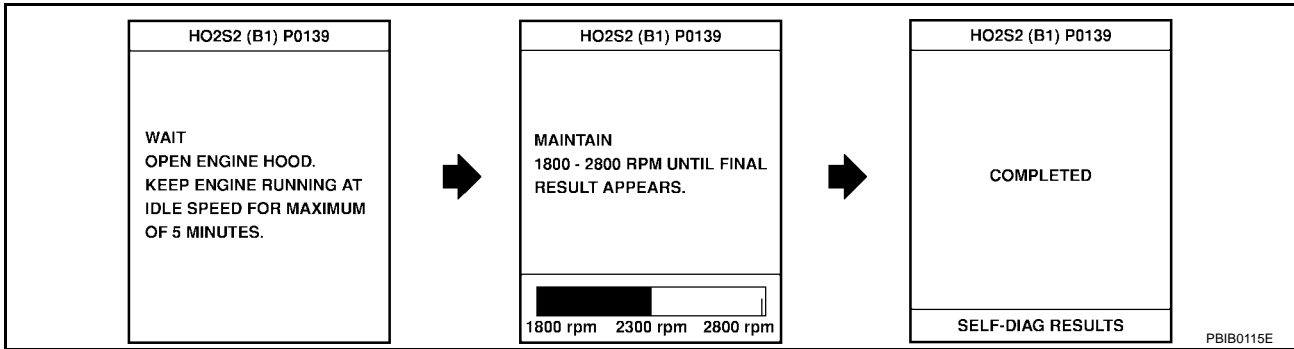 HO2S2 (B1) P0139
WAIT
OPEN ENGINE HOOD.
KEEP ENGINE RUNNING AT
IDLE SPEED FOR MAXIMUM
OF 5 MINUTES.
HO2S2 (B1) P0139
MAINTAIN
1800 - 2800 RPM UNTIL FINAL
RESULT APPEARS.
1800 rpm 2300 rpm 2800 rpm
HO2S2 (B1) P0139
COMPLETED
SELF-DIAG RESULTS
PBIB0115E